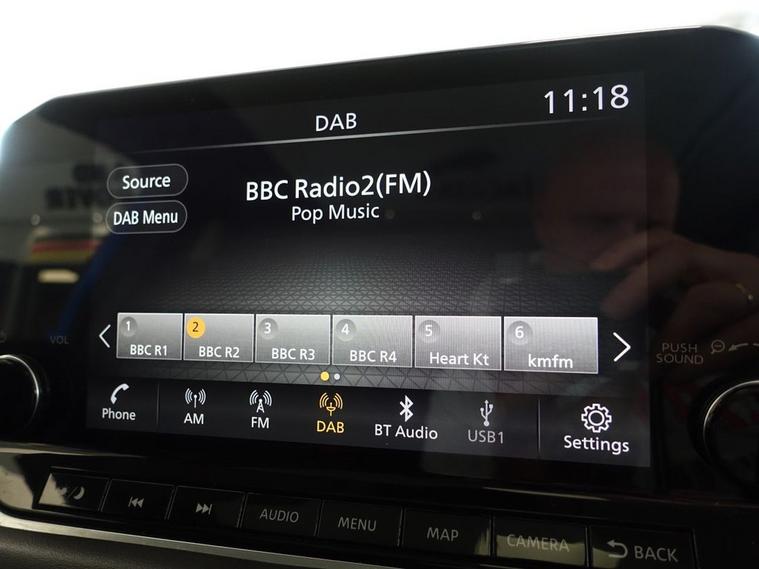 DAB
11:18
Source
BBC Radio2(FM)
DAB Menu
Pop Music
1
2
3
4
5
6
BBC R1
BBC R2
BBC R3
BBC R4
Heart Kt
kmfm
VOL
PUSH
SOUND
Phone
AM
FM
DAB
BT Audio
USB1
Settings
AUDIO
MENU
MAP
CAMERA
BACK